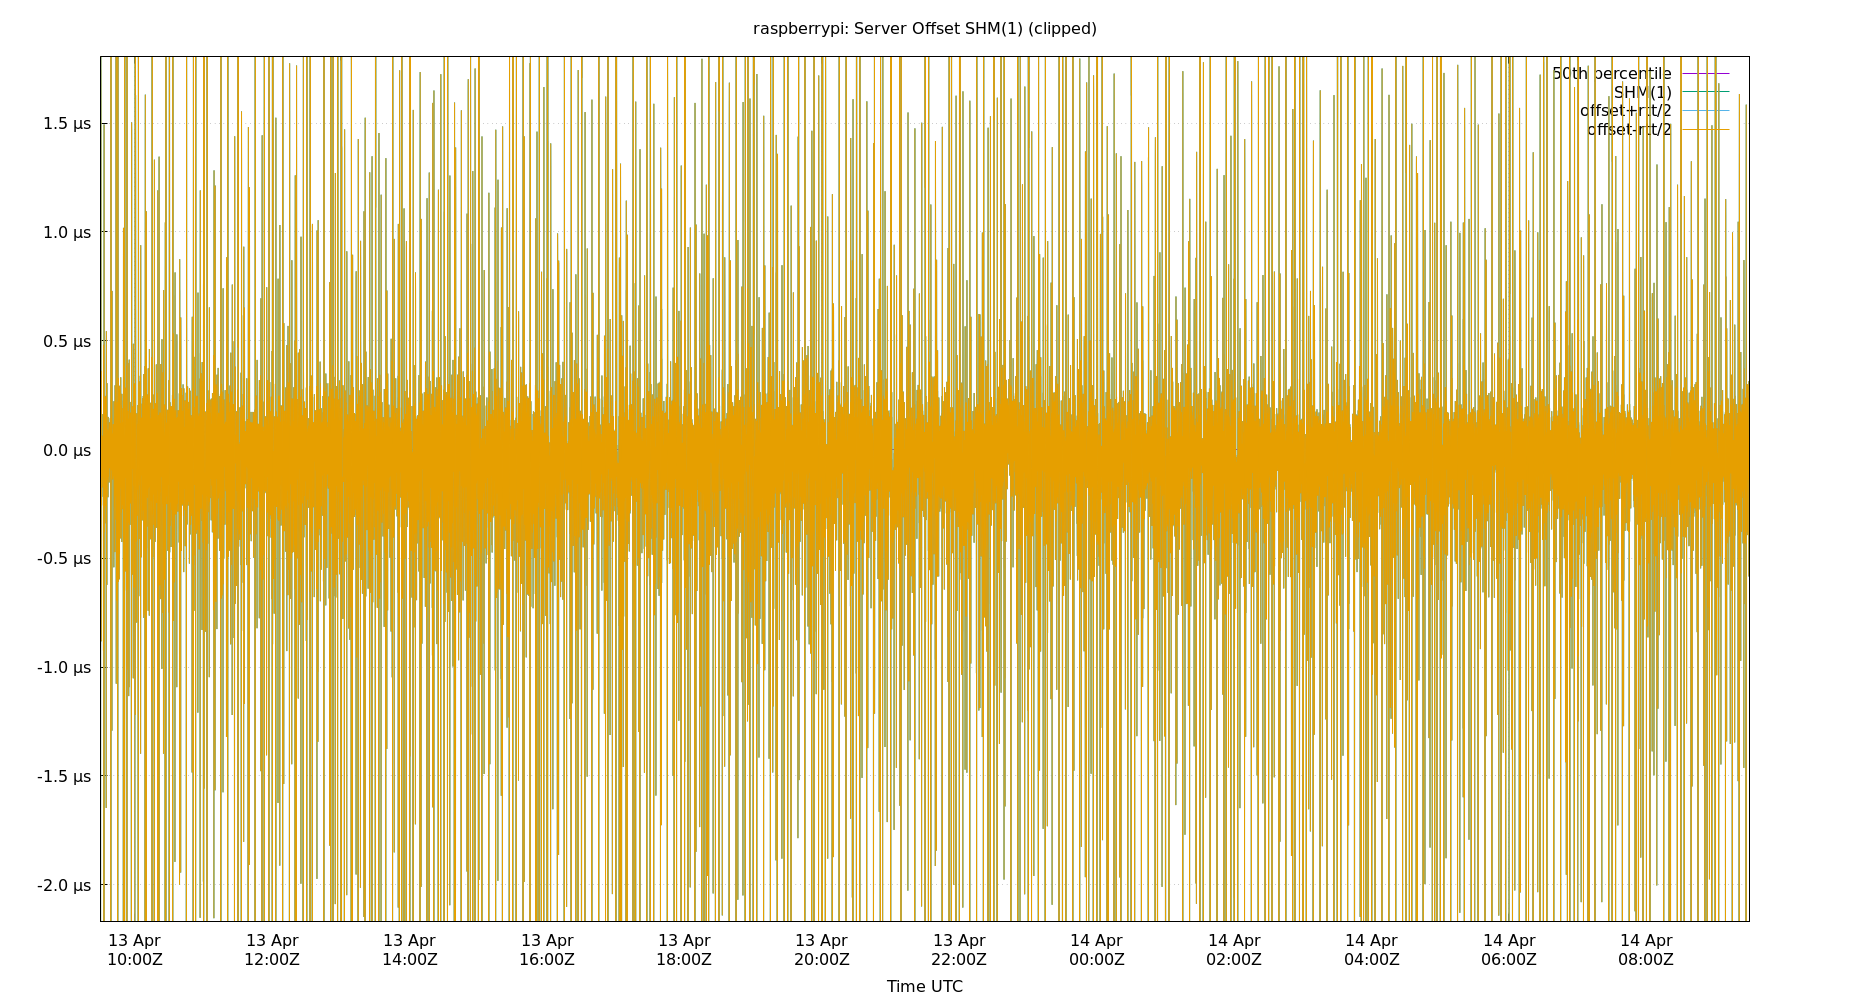 raspberrypi: Server Offset SHM(1) (clipped)
50th percentile
SHM(1)
offset+rtt/2
offset-rtt/2
1.5 µs
1.0 µs
0.5 µs
0.0 µs
-0.5 µs
-1.0 µs
-1.5 µs
-2.0 µs
13 Apr 13 Apr 13 Apr 13 Apr 13 Apr 13 Apr 13 Apr 14 Apr 14 Apr 14 Apr 14 Apr 14 Apr
10:00Z 12:00Z 14:00Z 16:00Z 18:00Z 20:00Z 22:00Z 00:00Z 02:00Z 04:00Z 06:00Z 08:00Z
Time UTC